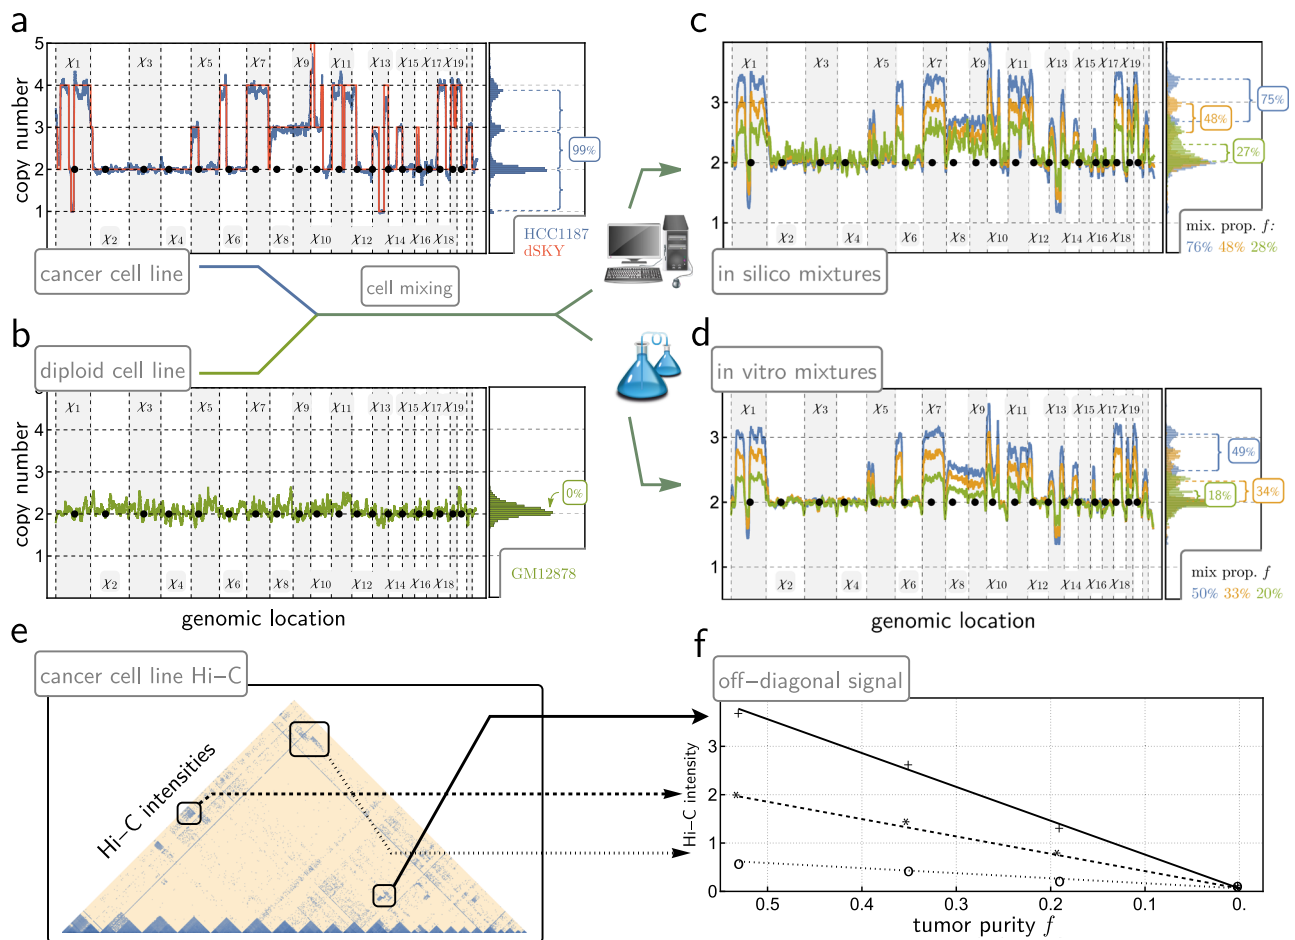 a
5
4
3
2
1
copy number
χ1 χ3 χ5 χ7 χ9 χ11 χ13 χ15 χ17 χ19
χ2 χ4 χ6 χ8 χ10 χ12 χ14 χ16 χ18
99%
HCC1187
dSKY
cancer cell line
cell mixing
b
diploid cell line
4
3
2
1
copy number
χ1 χ3 χ5 χ7 χ9 χ11 χ13 χ15 χ17 χ19
χ2 χ4 χ6 χ8 χ10 χ12 χ14 χ16 χ18
0%
GM12878
genomic location
c
3
2
1
χ1 χ3 χ5 χ7 χ9 χ11 χ13 χ15 χ17 χ19
χ2 χ4 χ6 χ8 χ10 χ12 χ14 χ16 χ18
75%
48%
27%
mix. prop. f:
76% 48% 28%
in silico mixtures
d
in vitro mixtures
3
2
1
χ1 χ3 χ5 χ7 χ9 χ11 χ13 χ15 χ17 χ19
χ2 χ4 χ6 χ8 χ10 χ12 χ14 χ16 χ18
49%
34%
18%
mix prop. f
50% 33% 20%
genomic location
e
cancer cell line Hi–C
Hi–C intensities
f
off–diagonal signal
3
2
1
0
Hi–C intensity
0.5 0.4 0.3 0.2 0.1 0.
tumor purity f